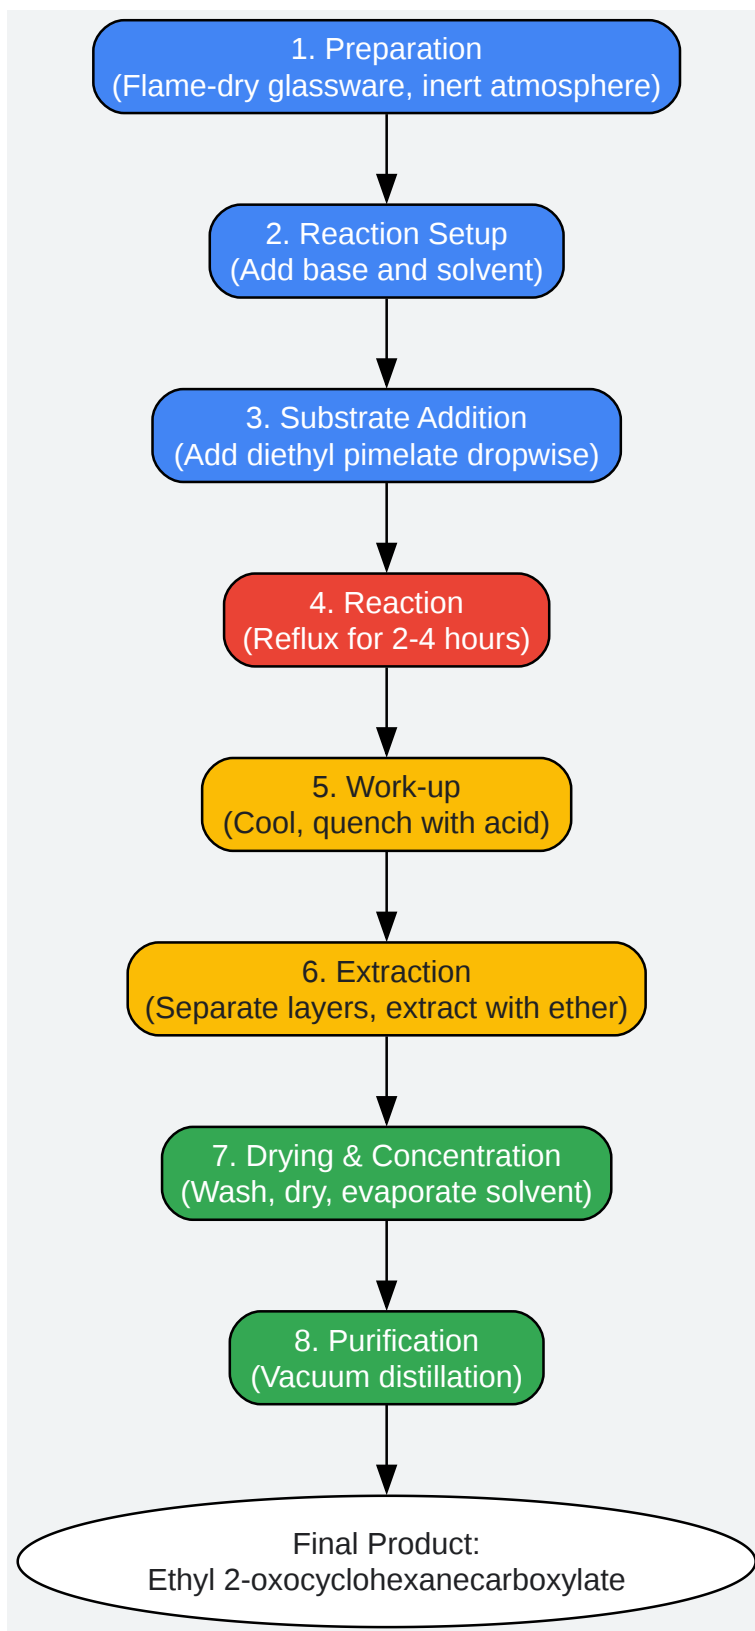 1. Preparation
(Flame-dry glassware, inert atmosphere)
2. Reaction Setup
(Add base and solvent)
3. Substrate Addition
(Add diethyl pimelate dropwise)
4. Reaction
(Reflux for 2-4 hours)
5. Work-up
(Cool, quench with acid)
6. Extraction
(Separate layers, extract with ether)
7. Drying & Concentration
(Wash, dry, evaporate solvent)
8. Purification
(Vacuum distillation)
Final Product:
Ethyl 2-oxocyclohexanecarboxylate